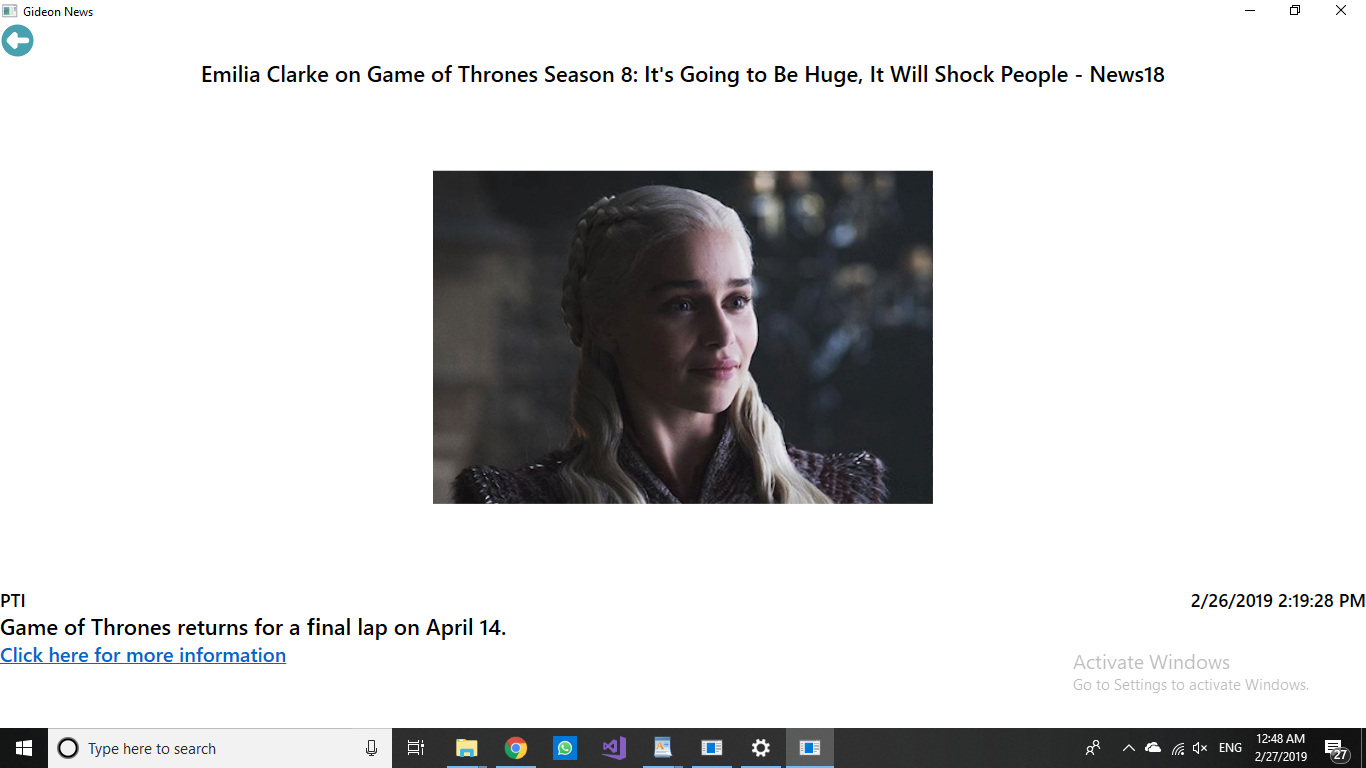 Gideon News
Emilia Clarke on Game of Thrones Season 8: It's Going to Be Huge, It Will Shock People - News18
PTI
2/26/2019 2:19:28 PM
Game of Thrones returns for a final lap on April 14.
Click here for more information
Activate Windows
Go to Settings to activate Windows.
Type here to search
ENG
12:48 AM
2/27/2019
27